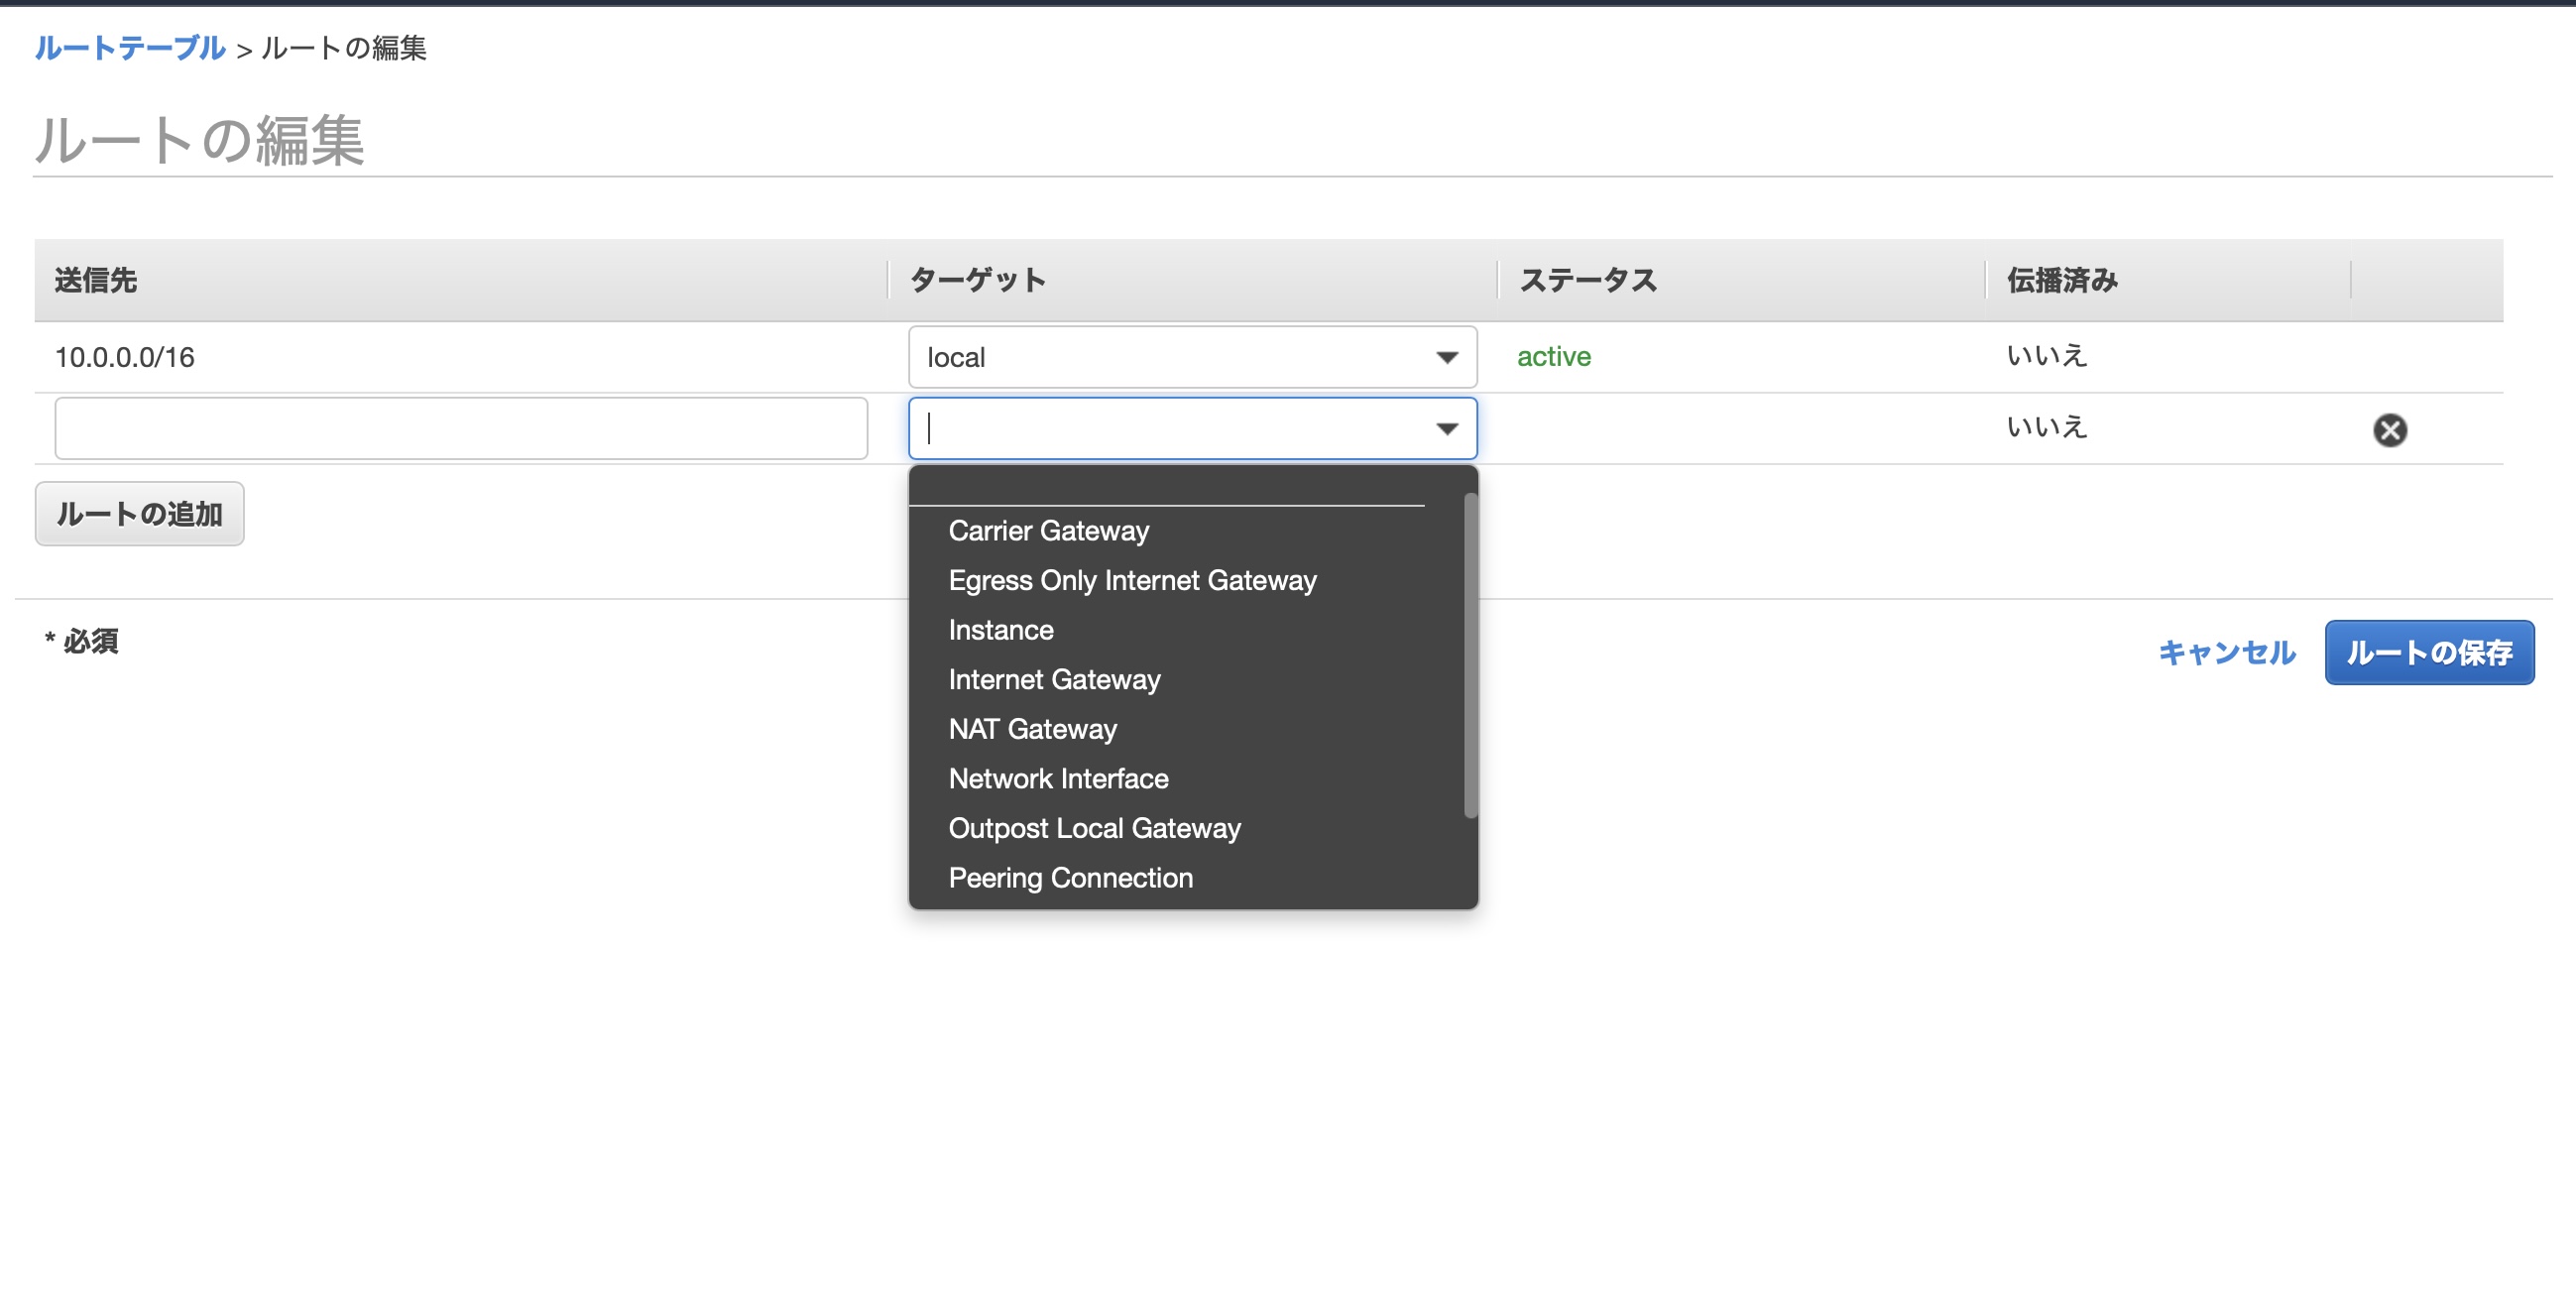 ルートテーブル > ルートの編集
ルートの編集
送信先 ターゲット ステータス 伝播済み
10.0.0.0/16 local active いいえ
いいえ
ルートの追加
Carrier Gateway
Egress Only Internet Gateway
Instance
Internet Gateway
NAT Gateway
Network Interface
Outpost Local Gateway
Peering Connection
* 必須
キャンセル ルートの保存